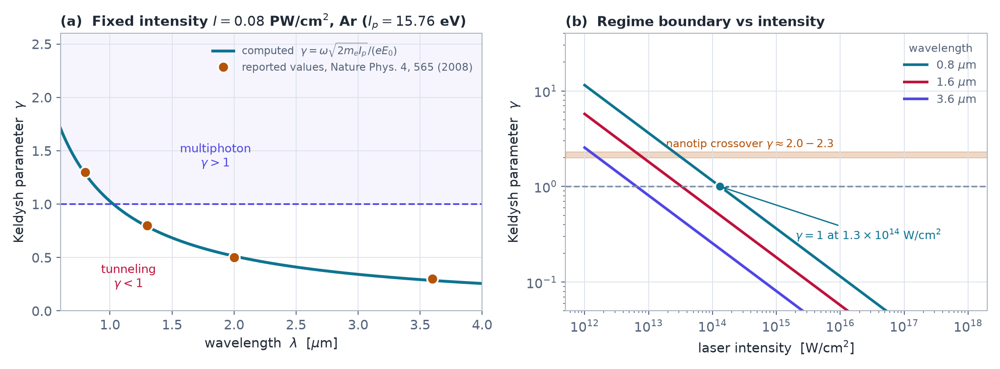 (a) Fixed intensity I = 0.08 PW/cm², Ar (Iₚ = 15.76 eV)
computed γ = ω√(2mₑIₚ)/(eE₀)
reported values, Nature Phys. 4, 565 (2008)
multiphoton
γ > 1
tunneling
γ < 1
Keldysh parameter γ
2.5
2.0
1.5
1.0
0.5
0.0
1.0 1.5 2.0 2.5 3.0 3.5 4.0
wavelength λ [μm]
(b) Regime boundary vs intensity
wavelength
0.8 μm
1.6 μm
3.6 μm
nanotip crossover γ ≈ 2.0 − 2.3
γ = 1 at 1.3 × 10¹⁴ W/cm²
Keldysh parameter γ
10¹
10⁰
10⁻¹
10¹² 10¹³ 10¹⁴ 10¹⁵ 10¹⁶ 10¹⁷ 10¹⁸
laser intensity [W/cm²]